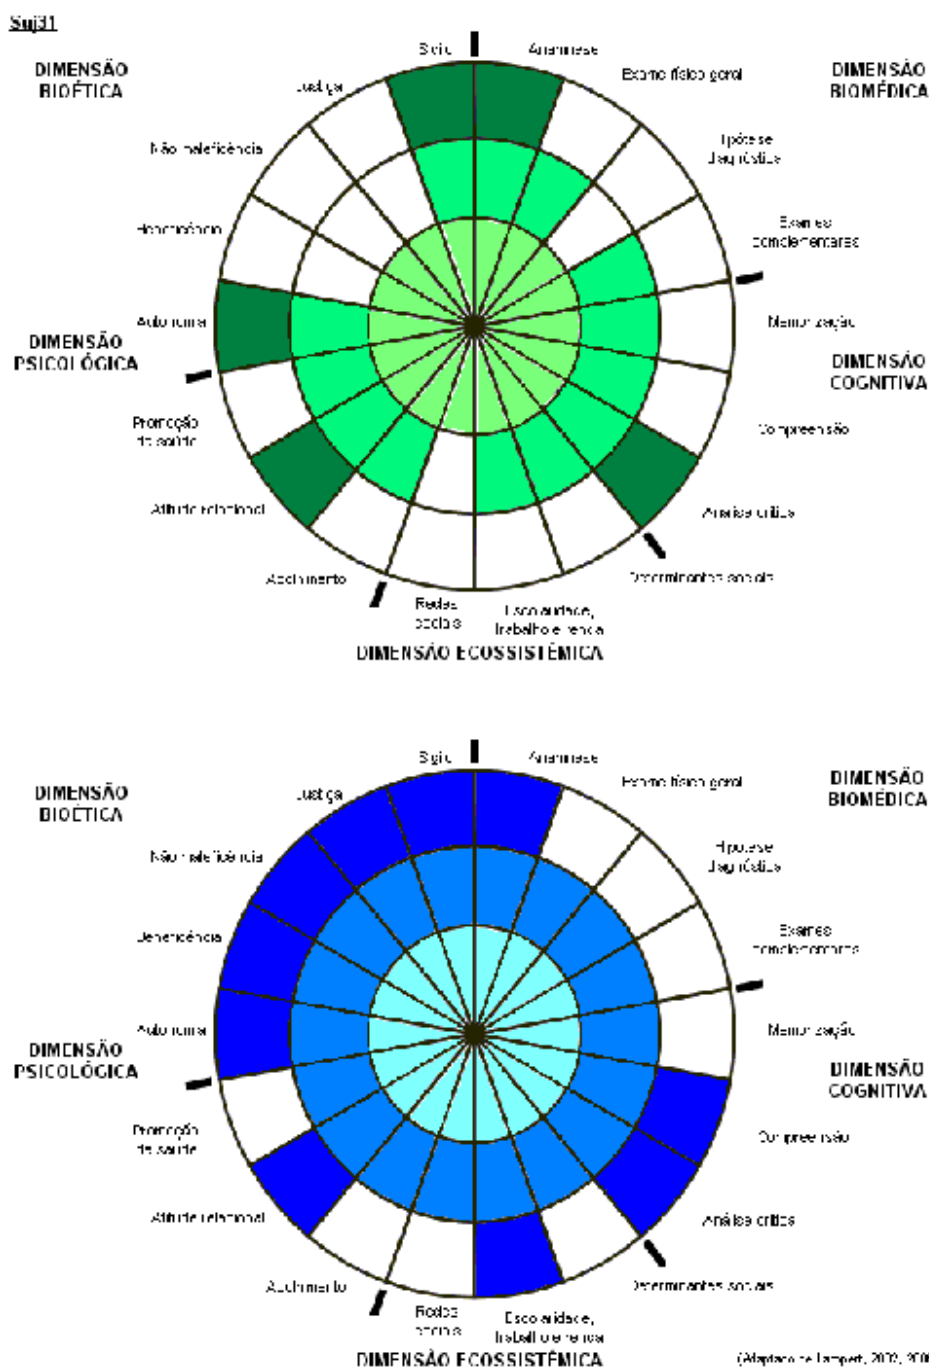 Suj31
Sigilo
Anamnese
DIMENSÃO
BIOÉTICA
Justiça
Exame físico geral
DIMENSÃO
BIOMÉDICA
Não maleficência
Hipótese
diagnóstica
Beneficência
Exames
complementares
Autonomia
Memorização
DIMENSÃO
PSICOLÓGICA
DIMENSÃO
COGNITIVA
Promoção
da saúde
Compreensão
Atitude relacional
Análise crítica
Acolhimento
Determinantes sociais
Redes
sociais
Escolaridade,
trabalho e renda
DIMENSÃO ECOSSISTÊMICA
Sigilo
Anamnese
DIMENSÃO
BIOÉTICA
Justiça
Exame físico geral
DIMENSÃO
BIOMÉDICA
Não maleficência
Hipótese
diagnóstica
Beneficência
Exames
complementares
Autonomia
Memorização
DIMENSÃO
PSICOLÓGICA
DIMENSÃO
COGNITIVA
Promoção
da saúde
Compreensão
Atitude relacional
Análise crítica
Acolhimento
Determinantes sociais
Redes
sociais
Escolaridade,
trabalho e renda
DIMENSÃO ECOSSISTÊMICA
(Adaptado de Lampert, 2002,